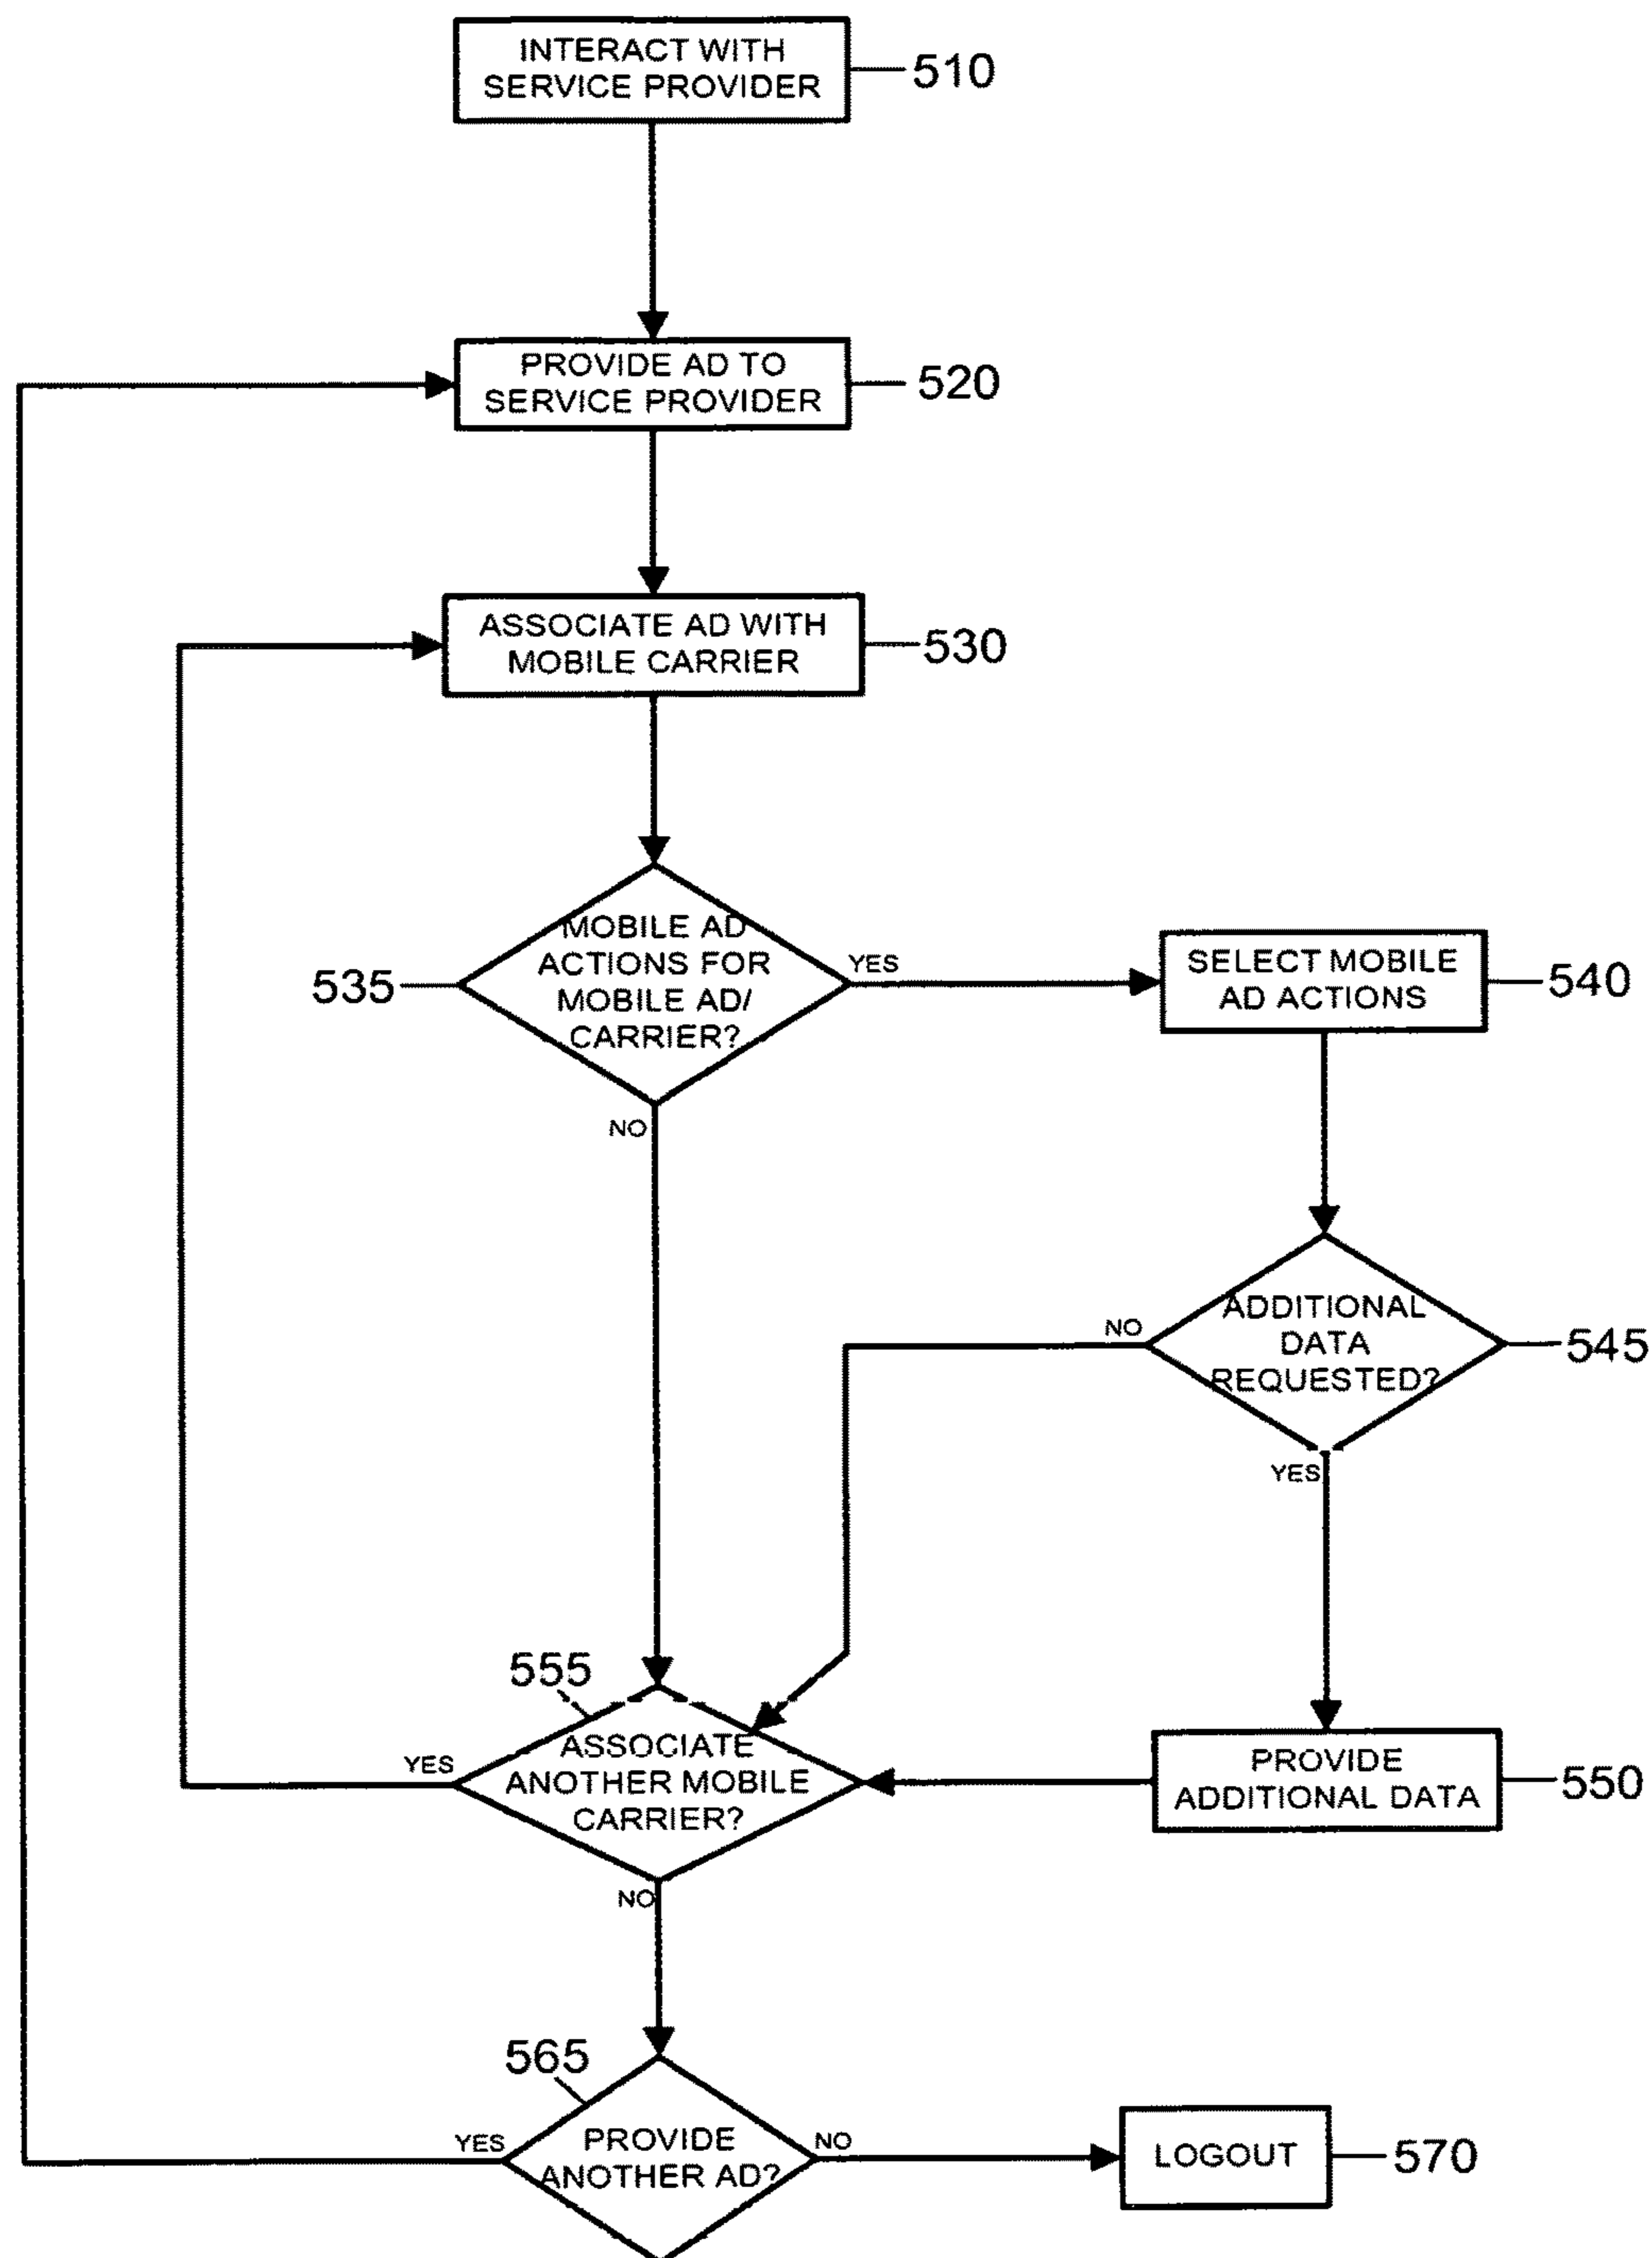 INTERACT WITH
SERVICE PROVIDER
510
PROVIDE AD TO
SERVICE PROVIDER
520
ASSOCIATE AD WITH
MOBILE CARRIER
530
MOBILE AD
ACTIONS FOR
MOBILE AD/
CARRIER?
535
YES
NO
SELECT MOBILE
AD ACTIONS
540
ADDITIONAL
DATA
REQUESTED?
545
NO
YES
PROVIDE
ADDITIONAL DATA
550
555
ASSOCIATE
ANOTHER MOBILE
CARRIER?
YES
NO
565
PROVIDE
ANOTHER AD?
YES
NO
LOGOUT
570